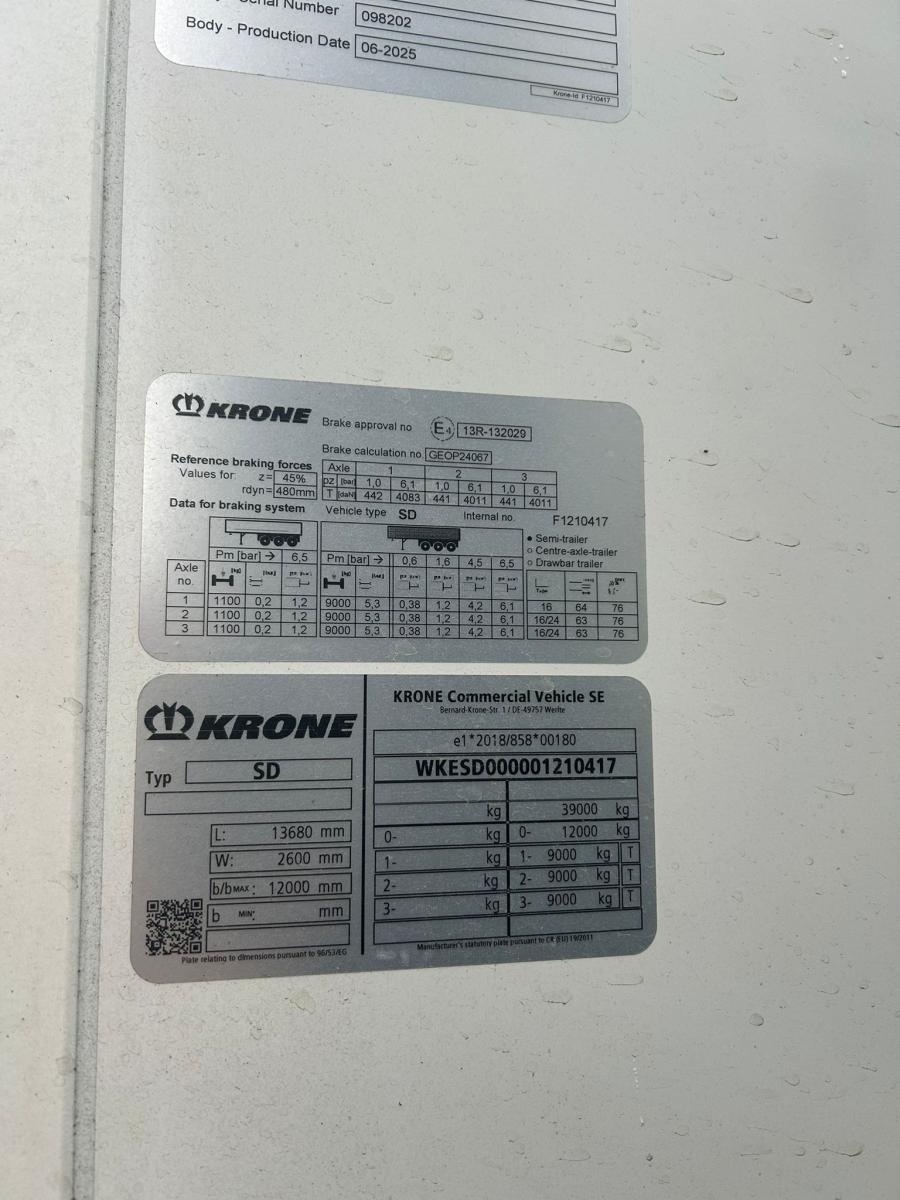 Serial Number 098202
Body - Production Date 06-2025
Krone-Id F1210417
KRONE
Brake approval no E4 13R-132029
Brake calculation no. GEOP24067
Reference braking forces
Values for z= 45%
rdyn= 480mm
Axle 1 2 3
pz [bar] 1,0 6,1 1,0 6,1 1,0 6,1
T [daN] 442 4083 441 4011 441 4011
Data for braking system
Vehicle type SD Internal no. F1210417
Semi-trailer
Centre-axle-trailer
Drawbar trailer
Pm [bar] → 6,5 Pm [bar] → 0,6 1,6 4,5 6,5
Axle no.
1 1100 0,2 1,2 9000 5,3 0,38 1,2 4,2 6,1 16 64 76
2 1100 0,2 1,2 9000 5,3 0,38 1,2 4,2 6,1 16/24 63 76
3 1100 0,2 1,2 9000 5,3 0,38 1,2 4,2 6,1 16/24 63 76
KRONE
Typ SD
L: 13680 mm
W: 2600 mm
b/bMAX: 12000 mm
b MIN: mm
Plate relating to dimensions pursuant to 96/53/EG
KRONE Commercial Vehicle SE
Bernard-Krone-Str. 1 / DE-49757 Werlte
e1*2018/858*00180
WKESD000001210417
kg 39000 kg
0- kg 0- 12000 kg
1- kg 1- 9000 kg T
2- kg 2- 9000 kg T
3- kg 3- 9000 kg T
Manufacturer's statutory plate pursuant to CR (EU) 19/2011